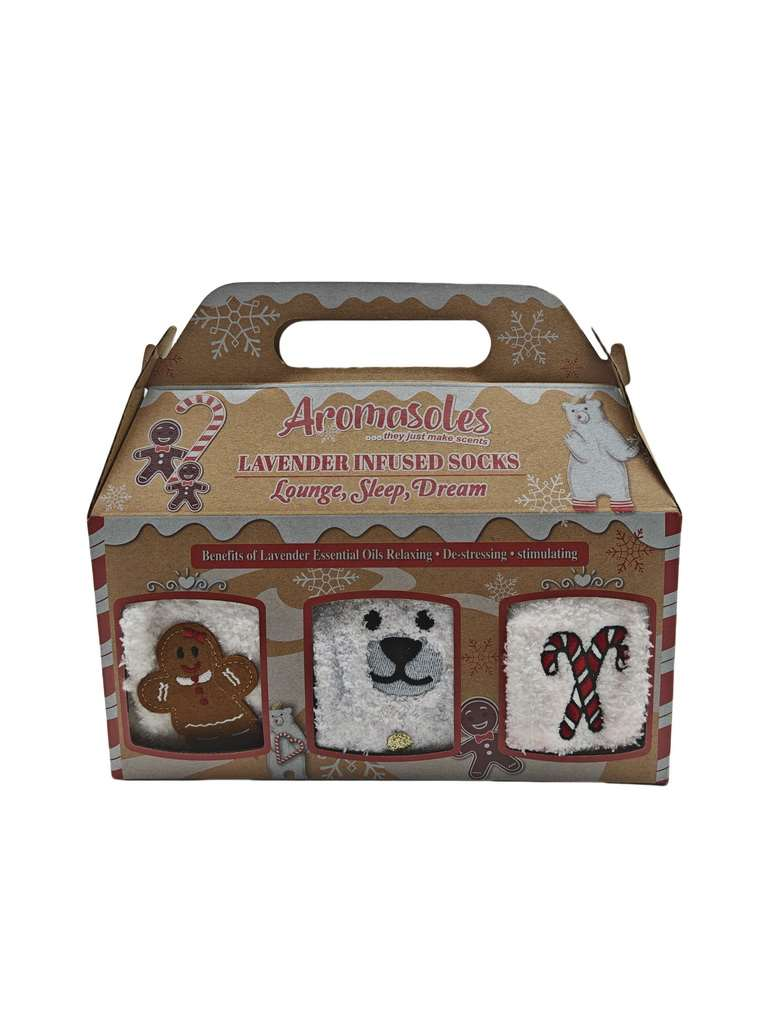 Aromasoles
...they just make scents
LAVENDER INFUSED SOCKS
Lounge, Sleep, Dream
Benefits of Lavender Essential Oils Relaxing • De-stressing • stimulating